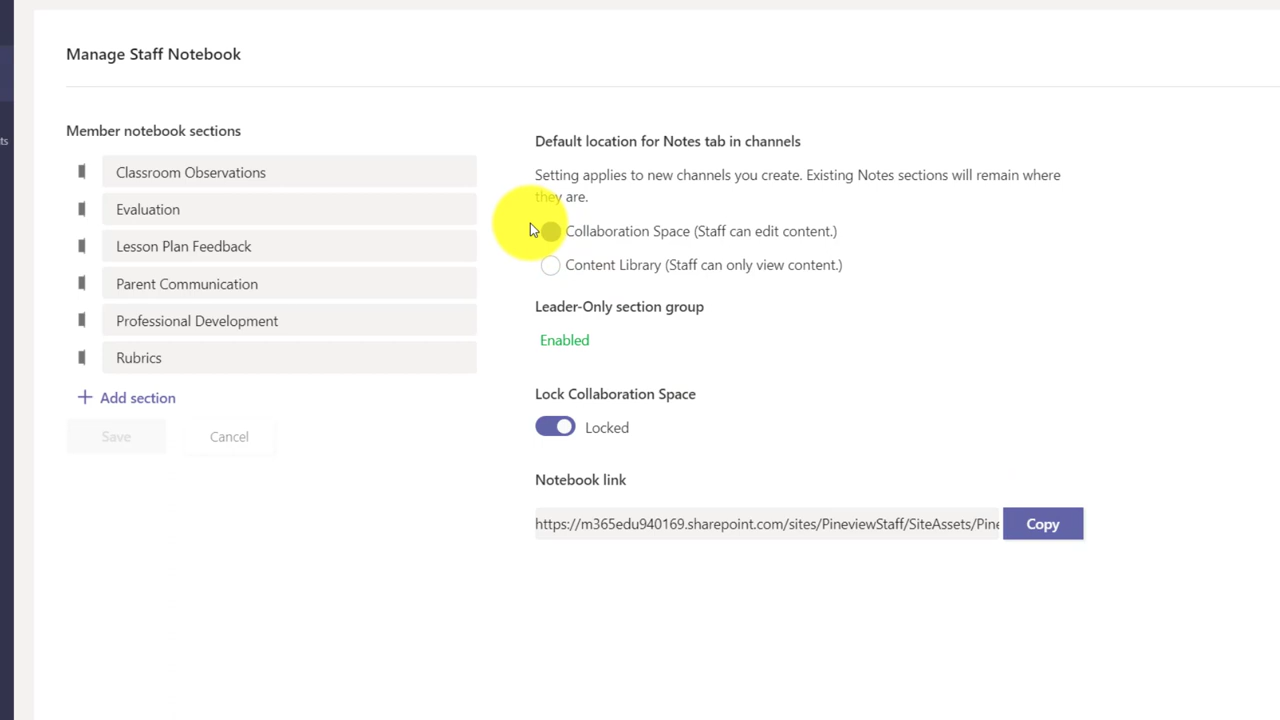 Manage Staff Notebook
ts
Member notebook sections
Classroom Observations
Evaluation
Lesson Plan Feedback
Parent Communication
Professional Development
Rubrics
Add section
Save
Cancel
Default location for Notes tab in channels
Setting applies to new channels you create. Existing Notes sections will remain where
they are.
Collaboration Space (Staff can edit content.)
Content Library (Staff can only view content.)
Leader-Only section group
Enabled
Lock Collaboration Space
Locked
Notebook link
https://m365edu940169.sharepoint.com/sites/PineviewStaff/SiteAssets/Pine
Copy